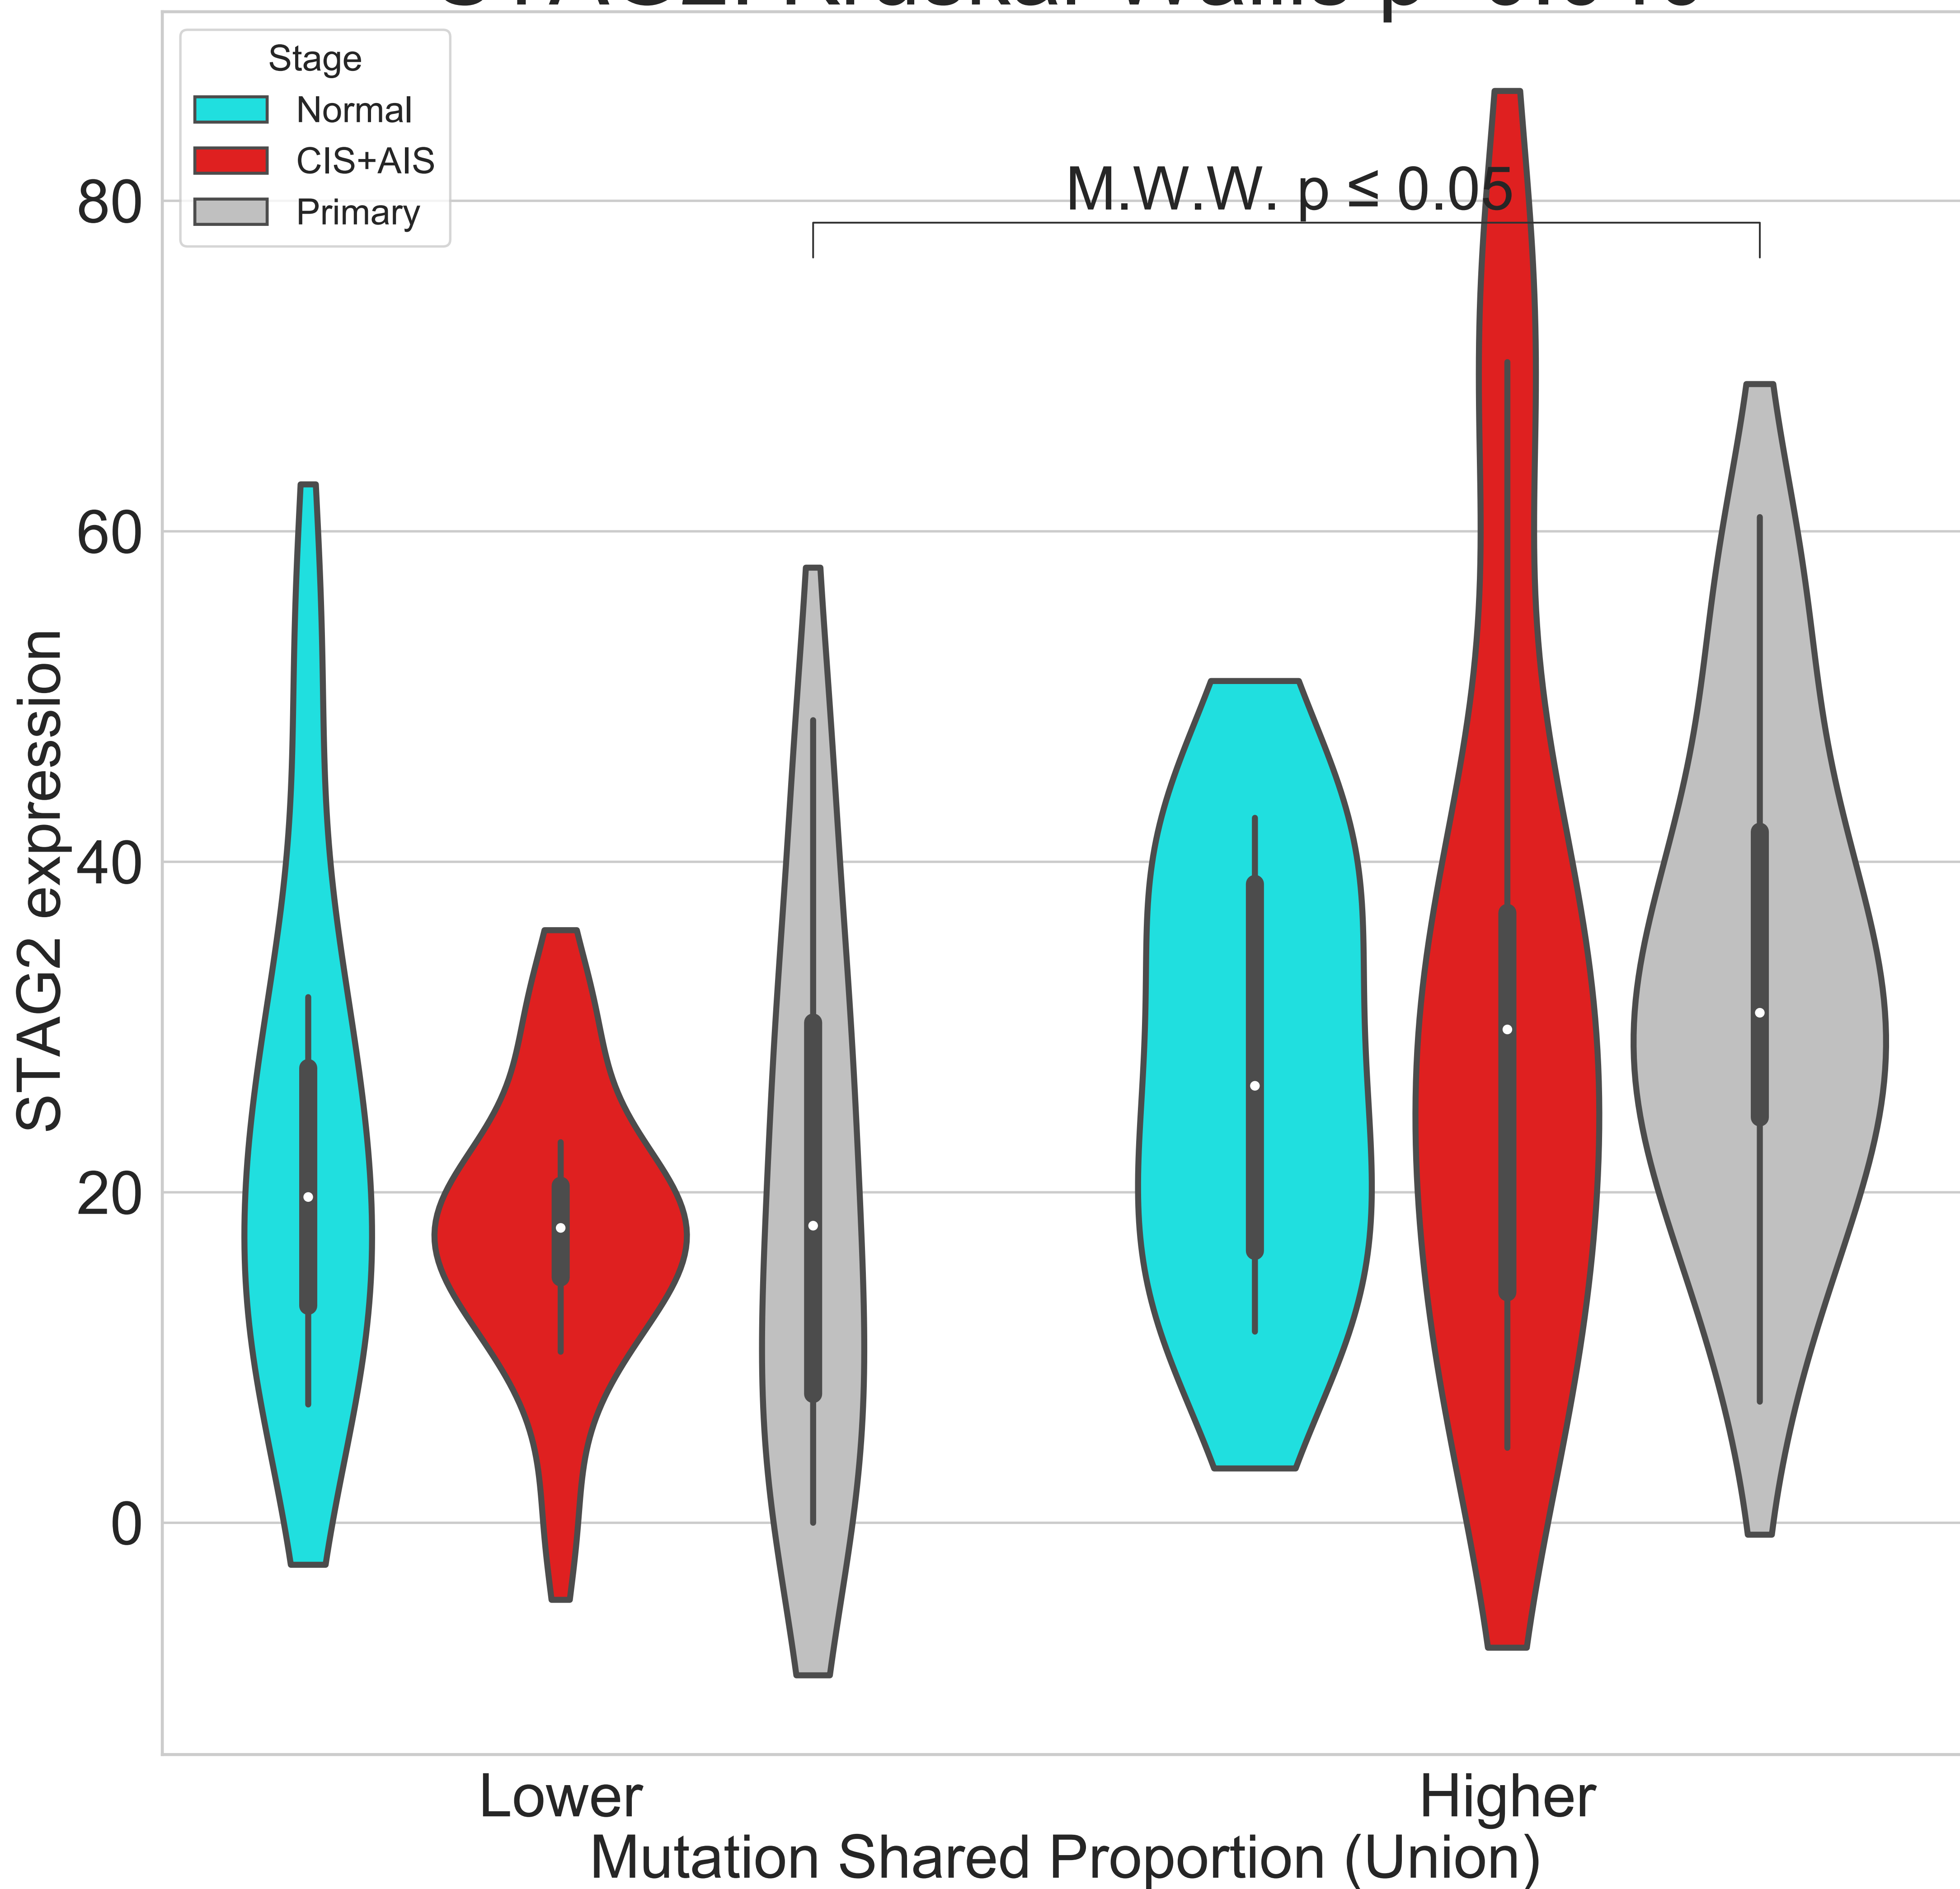 Stage
Normal
CIS+AIS
Primary
M.W.W. p ≤ 0.05
80
60
40
20
0
STAG2 expression
Lower
Higher
Mutation Shared Proportion (Union)